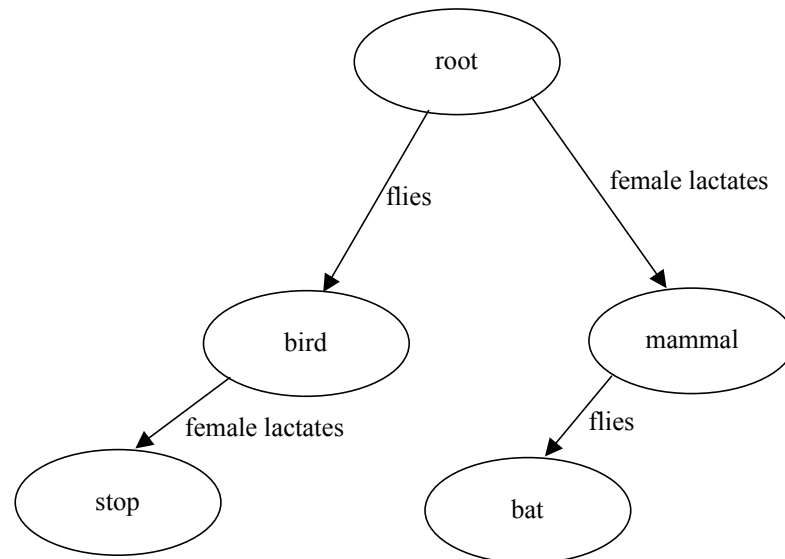 root
flies
female lactates
bird
mammal
female lactates
flies
stop
bat